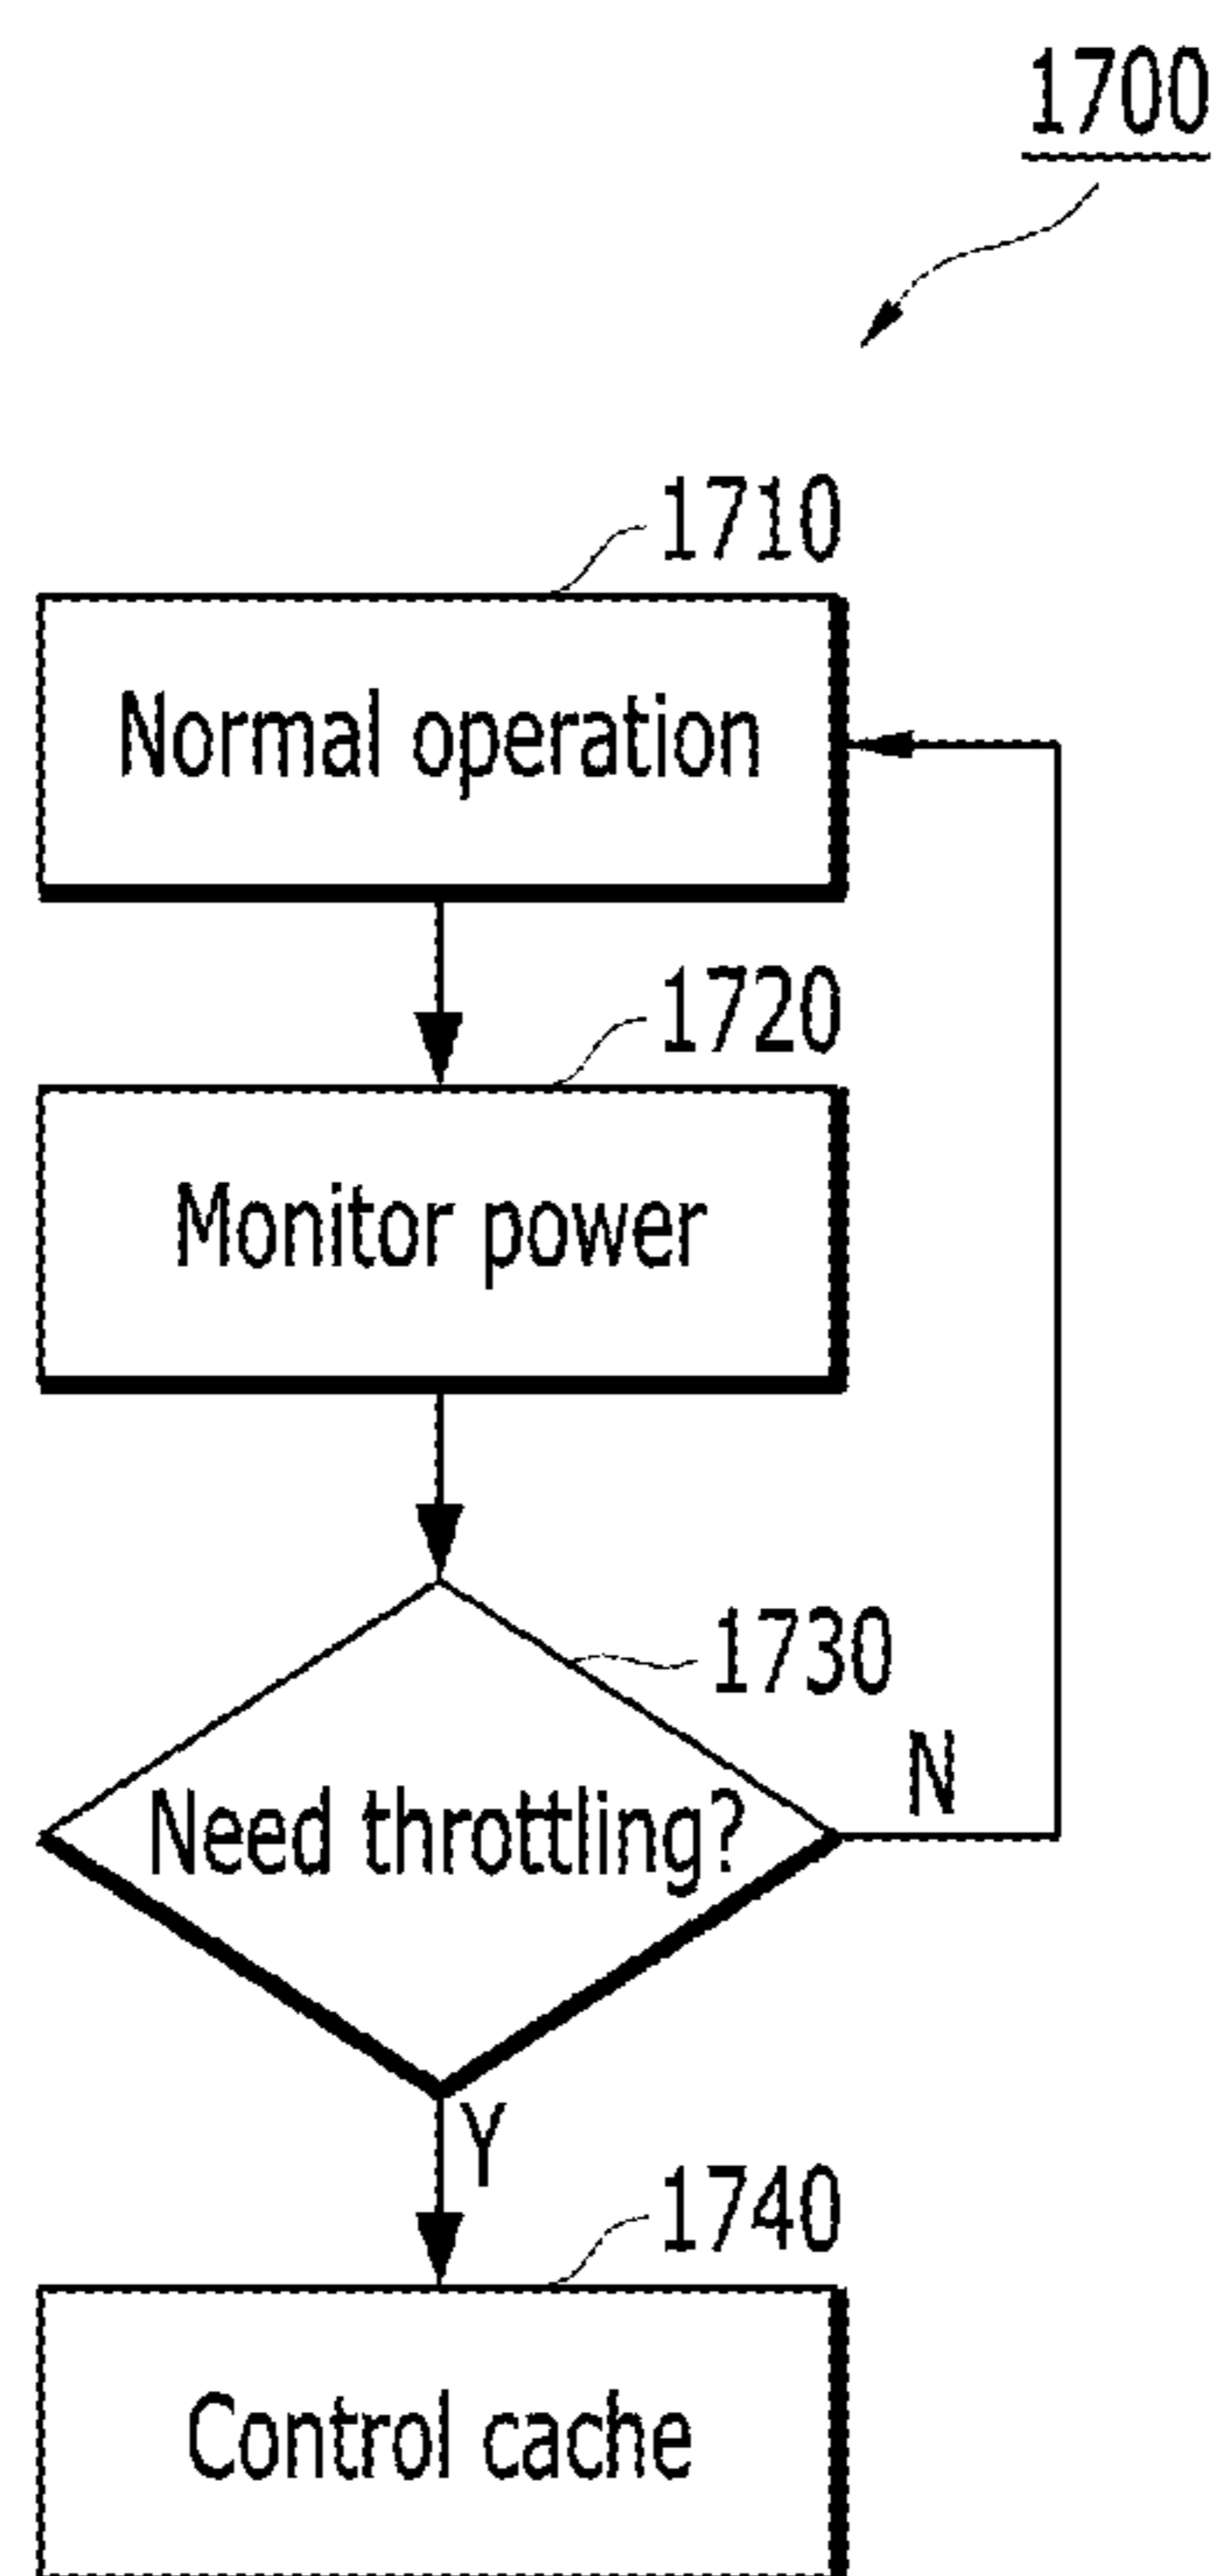 1700
1710
Normal operation
1720
Monitor power
1730
Need throttling?
N
Y
1740
Control cache